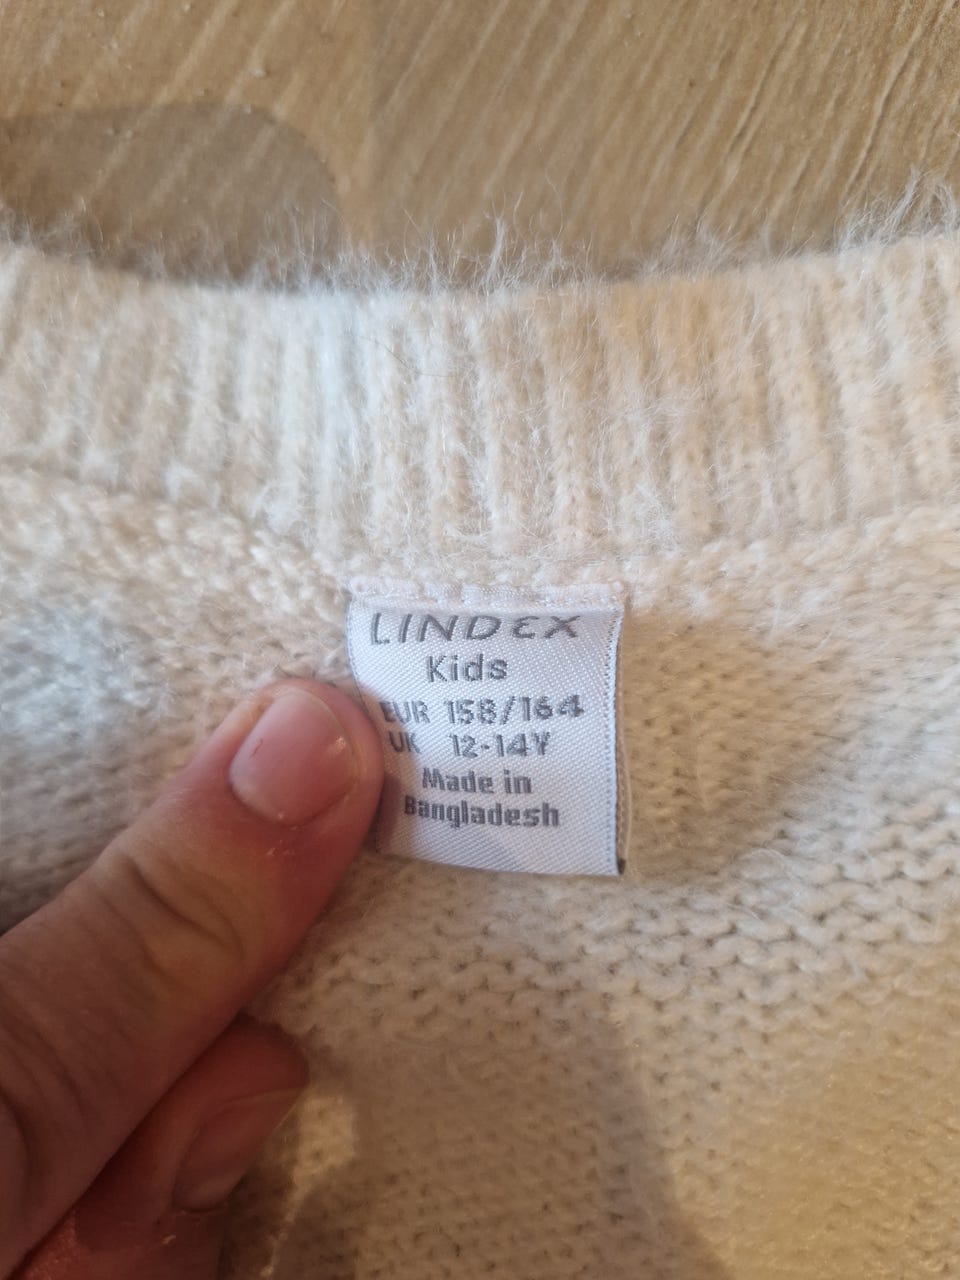 LINDEX
Kids
EUR 158/164
UK 12-14Y
Made in
Bangladesh